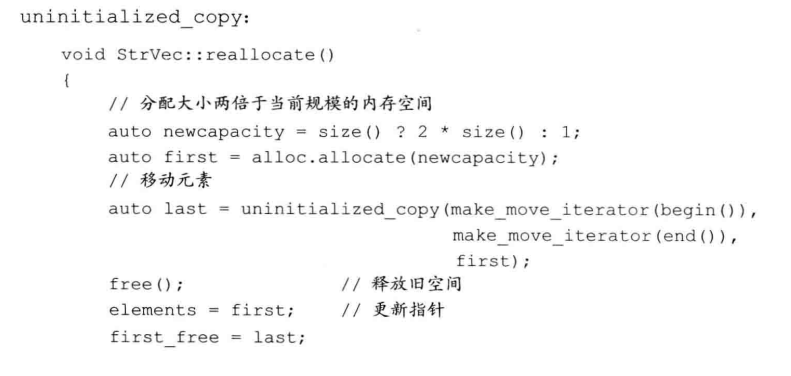 uninitialized_copy:
void StrVec::reallocate()
{
// 分配大小两倍于当前规模的内存空间
auto newcapacity = size() ? 2 * size() : 1;
auto first = alloc.allocate(newcapacity);
// 移动元素
auto last = uninitialized_copy(make_move_iterator(begin()),
make_move_iterator(end()),
first);
free(); // 释放旧空间
elements = first; // 更新指针
first_free = last;